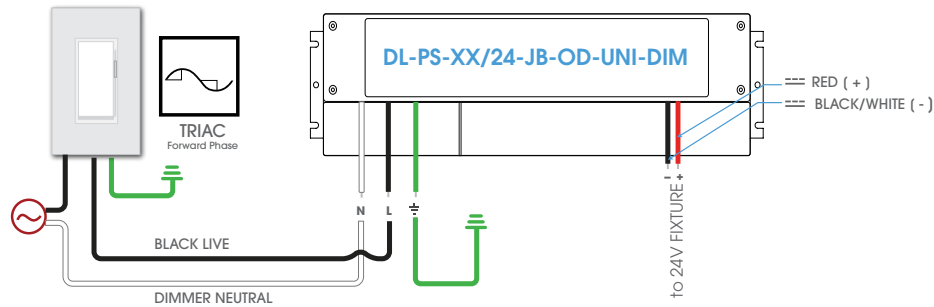 DL-PS-XX/24-JB-OD-UNI-DIM
RED ( + )
BLACK/WHITE ( - )
TRIAC
Forward Phase
- +
N L
to 24V FIXTURE
BLACK LIVE
DIMMER NEUTRAL